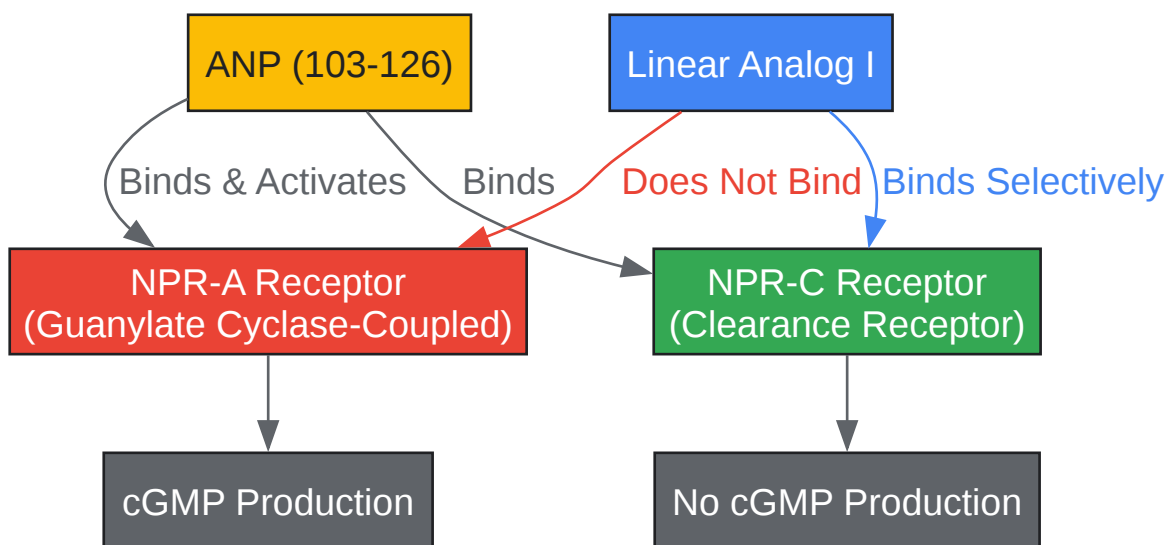 ANP (103-126)
Linear Analog I
Binds & Activates
Binds
Does Not Bind
Binds Selectively
NPR-A Receptor
(Guanylate Cyclase-Coupled)
NPR-C Receptor
(Clearance Receptor)
cGMP Production
No cGMP Production